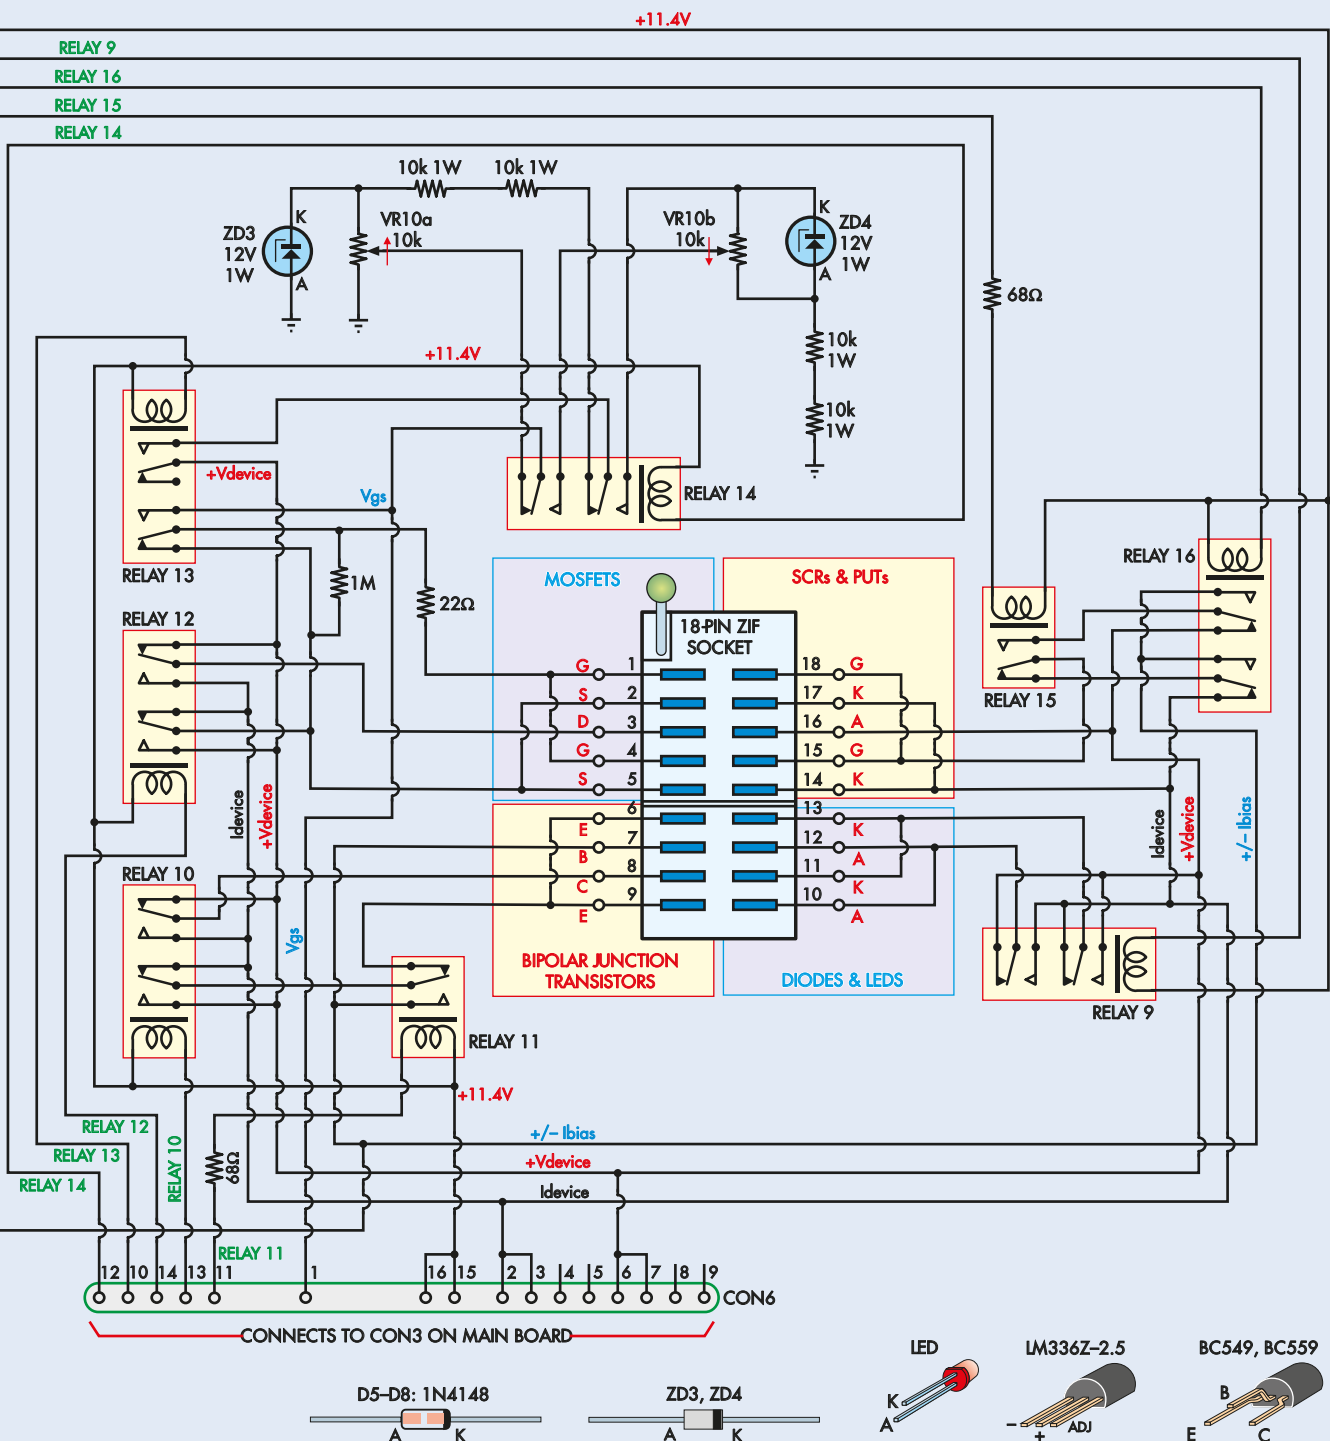 +11.4V
RELAY 9
RELAY 16
RELAY 15
RELAY 14
10k 1W
10k 1W
K
ZD3
12V
1W
A
VR10a
10k
VR10b
10k
K
ZD4
12V
1W
A
68Ω
10k
1W
10k
1W
+11.4V
+Vdevice
Vgs
RELAY 14
RELAY 13
1M
22Ω
RELAY 12
MOSFETS
SCRs & PUTs
18-PIN ZIF
SOCKET
RELAY 16
RELAY 15
G 1
S 2
D 3
G 4
S 5
6
E
7
B
8
C
9
E
18 G
17 K
16 A
15 G
14 K
13
K
12
A
11
K
10
A
Idevice
+Vdevice
Idevice
+Vdevice
+/– Ibias
RELAY 10
Vgs
BIPOLAR JUNCTION
TRANSISTORS
DIODES & LEDS
RELAY 9
RELAY 11
+11.4V
RELAY 12
RELAY 13
RELAY 14
RELAY 10
68Ω
RELAY 11
+/– Ibias
+Vdevice
Idevice
12 10 14 13 11 1 16 15 2 3 4 5 6 7 8 9
CON6
CONNECTS TO CON3 ON MAIN BOARD
D5–D8: 1N4148
A K
ZD3, ZD4
A K
LED
K
A
LM336Z–2.5
–
+
ADJ
BC549, BC559
B
E
C